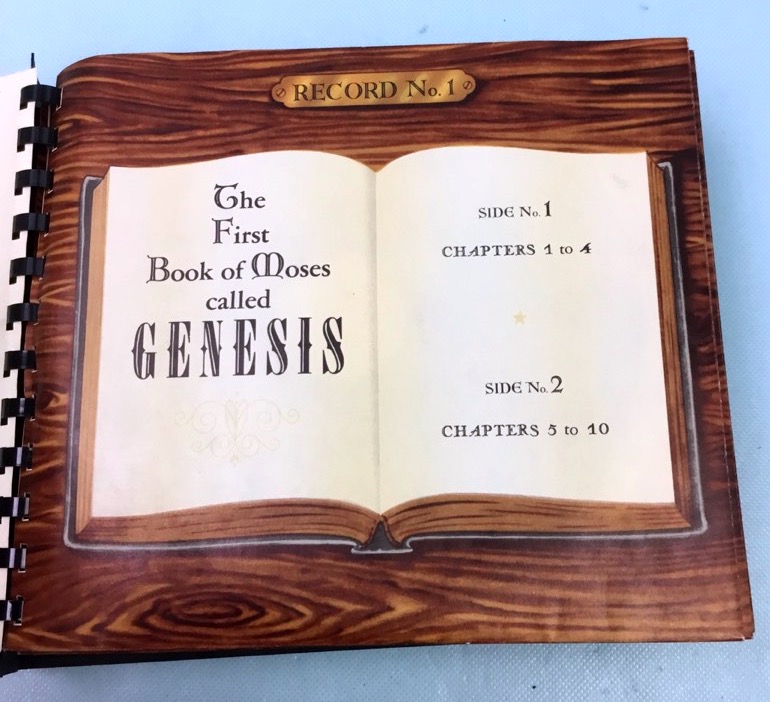 RECORD No. 1
The
First
Book of Moses
called
GENESIS
SIDE No. 1
CHAPTERS 1 to 4
SIDE No. 2
CHAPTERS 5 to 10